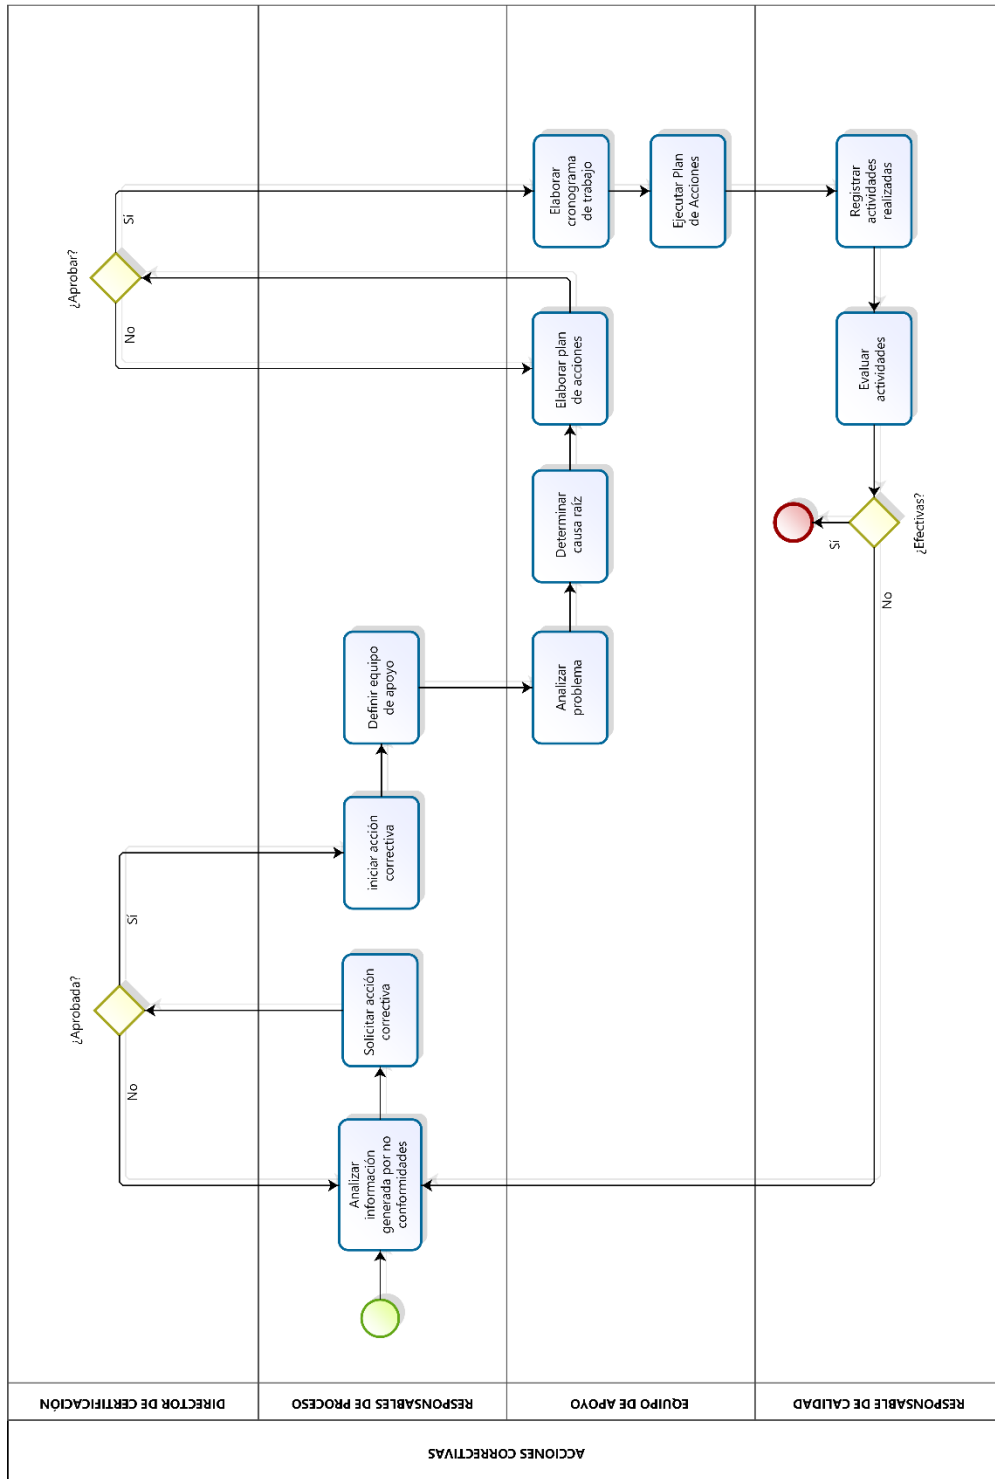 ACCIONES CORRECTIVAS
DIRECTOR DE CERTIFICACIÓN
¿Aprobada?
No
Sí
¿Aprobar?
No
Sí
RESPONSABLES DE PROCESO
Analizar
información
generada por no
conformidades
Solicitar acción
correctiva
iniciar acción
correctiva
Definir equipo
de apoyo
EQUIPO DE APOYO
Analizar
problema
Determinar
causa raíz
Elaborar plan
de acciones
Elaborar
cronograma
de trabajo
Ejecutar Plan
de Acciones
RESPONSABLE DE CALIDAD
Registrar
actividades
realizadas
Evaluar
actividades
¿Efectivas?
Sí
No